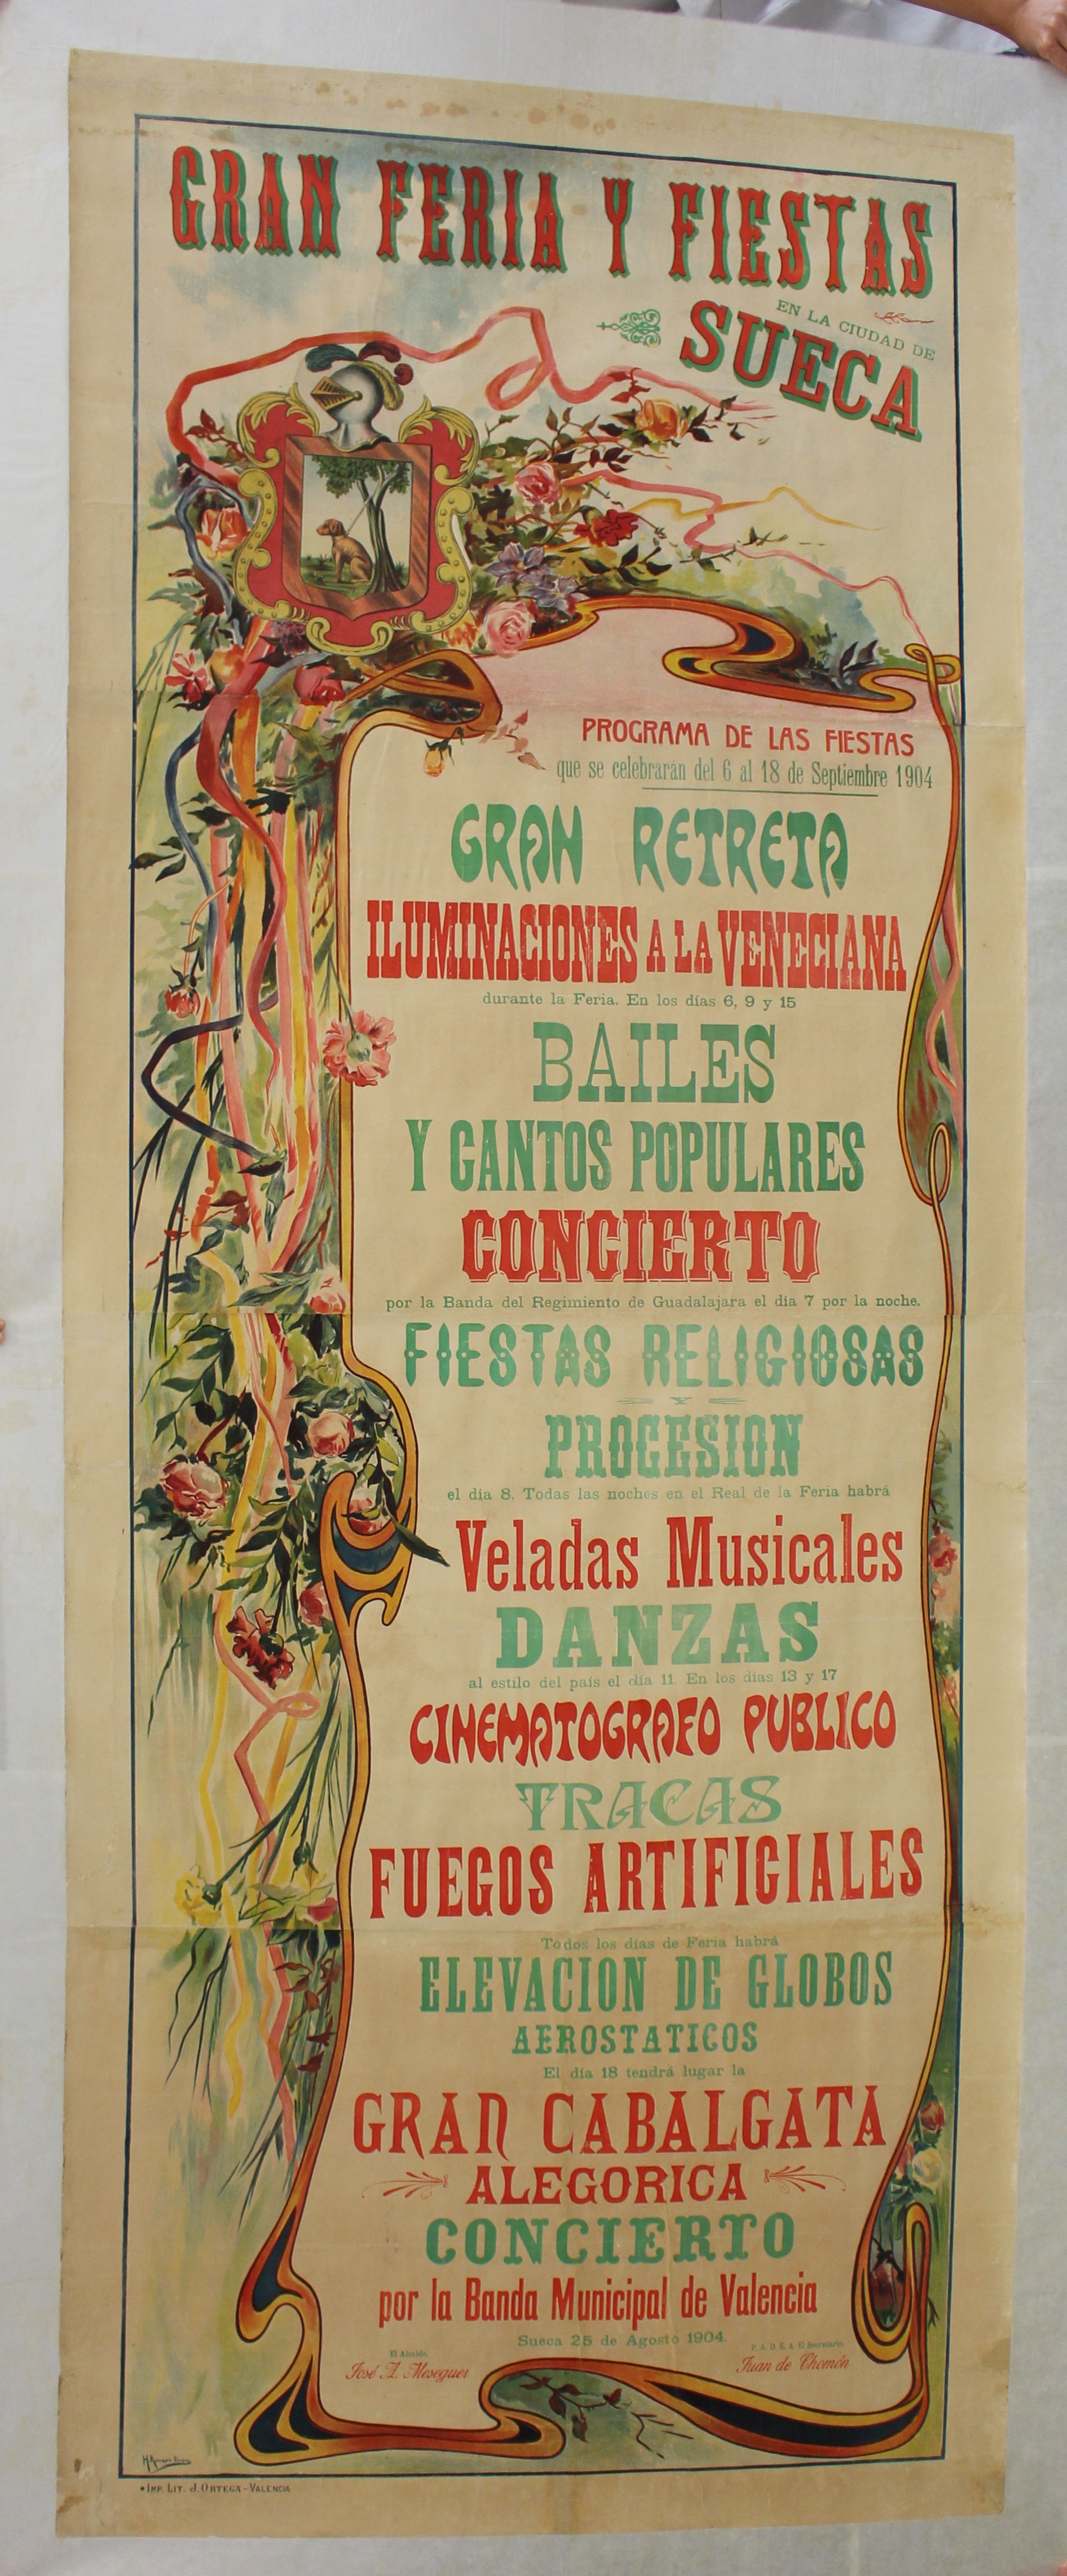 GRAN FERIA Y FIESTAS
EN LA CIUDAD DE
SUECA
PROGRAMA DE LAS FIESTAS
que se celebrarán del 6 al 18 de Septiembre 1904
GRAN RETRETA
ILUMINACIONES A LA VENECIANA
durante la Feria. En los días 6, 9 y 15
BAILES
Y CANTOS POPULARES
CONCIERTO
por la Banda del Regimiento de Guadalajara el día 7 por la noche.
FIESTAS RELIGIOSAS
Y
PROCESION
el día 8. Todas las noches en el Real de la Feria habrá
Veladas Musicales
DANZAS
al estilo del país el día 11. En los días 13 y 17
CINEMATOGRAFO PUBLICO
TRACAS
FUEGOS ARTIFICIALES
Todos los días de Feria habrá
ELEVACION DE GLOBOS
AEROSTATICOS
El día 18 tendrá lugar la
GRAN CABALGATA
ALEGORICA
CONCIERTO
por la Banda Municipal de Valencia
Sueca 25 de Agosto 1904.
El Alcalde, P. A. D. E. A. El Secretario,
José A. Meseguer Juan de Chomón
IMP. LIT. J. ORTEGA-VALENCIA